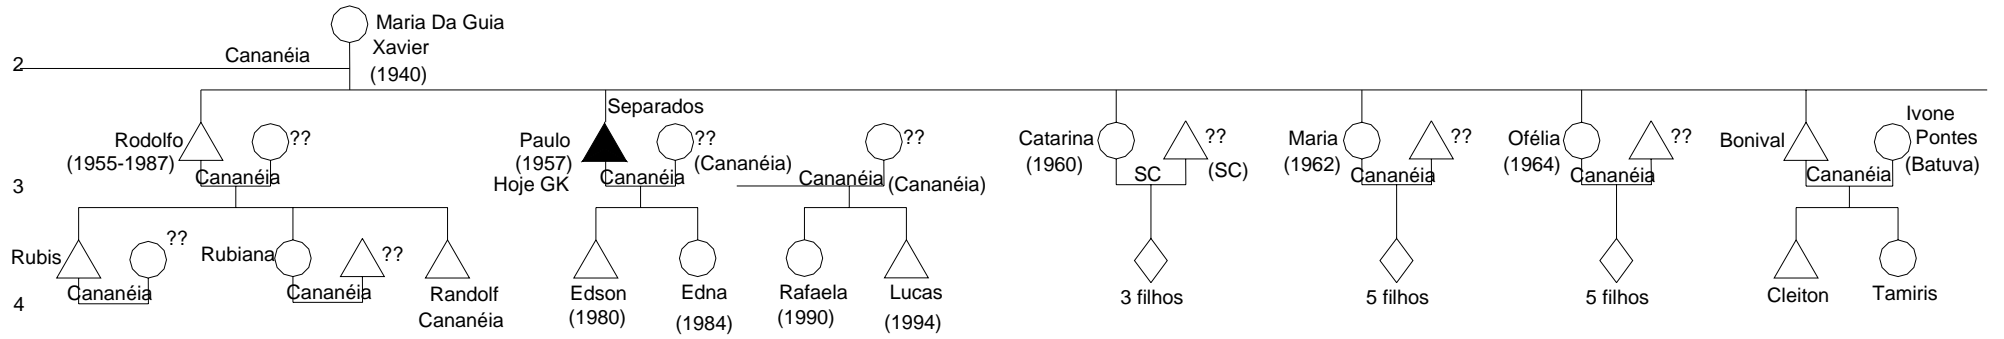 Maria Da Guia
Xavier
(1940)
Cananéia
2
Separados
Rodolfo
(1955-1987)
??
Cananéia
Paulo
(1957)
Hoje GK
??
(Cananéia)
Cananéia
??
(Cananéia)
Cananéia
Catarina
(1960)
??
(SC)
SC
Maria
(1962)
??
Cananéia
Ofélia
(1964)
??
Cananéia
Bonival
Ivone
Pontes
(Batuva)
Cananéia
3
Rubis
??
Cananéia
Rubiana
??
Cananéia
Randolf
Cananéia
Edson
(1980)
Edna
(1984)
Rafaela
(1990)
Lucas
(1994)
3 filhos
5 filhos
5 filhos
Cleiton
Tamiris
4